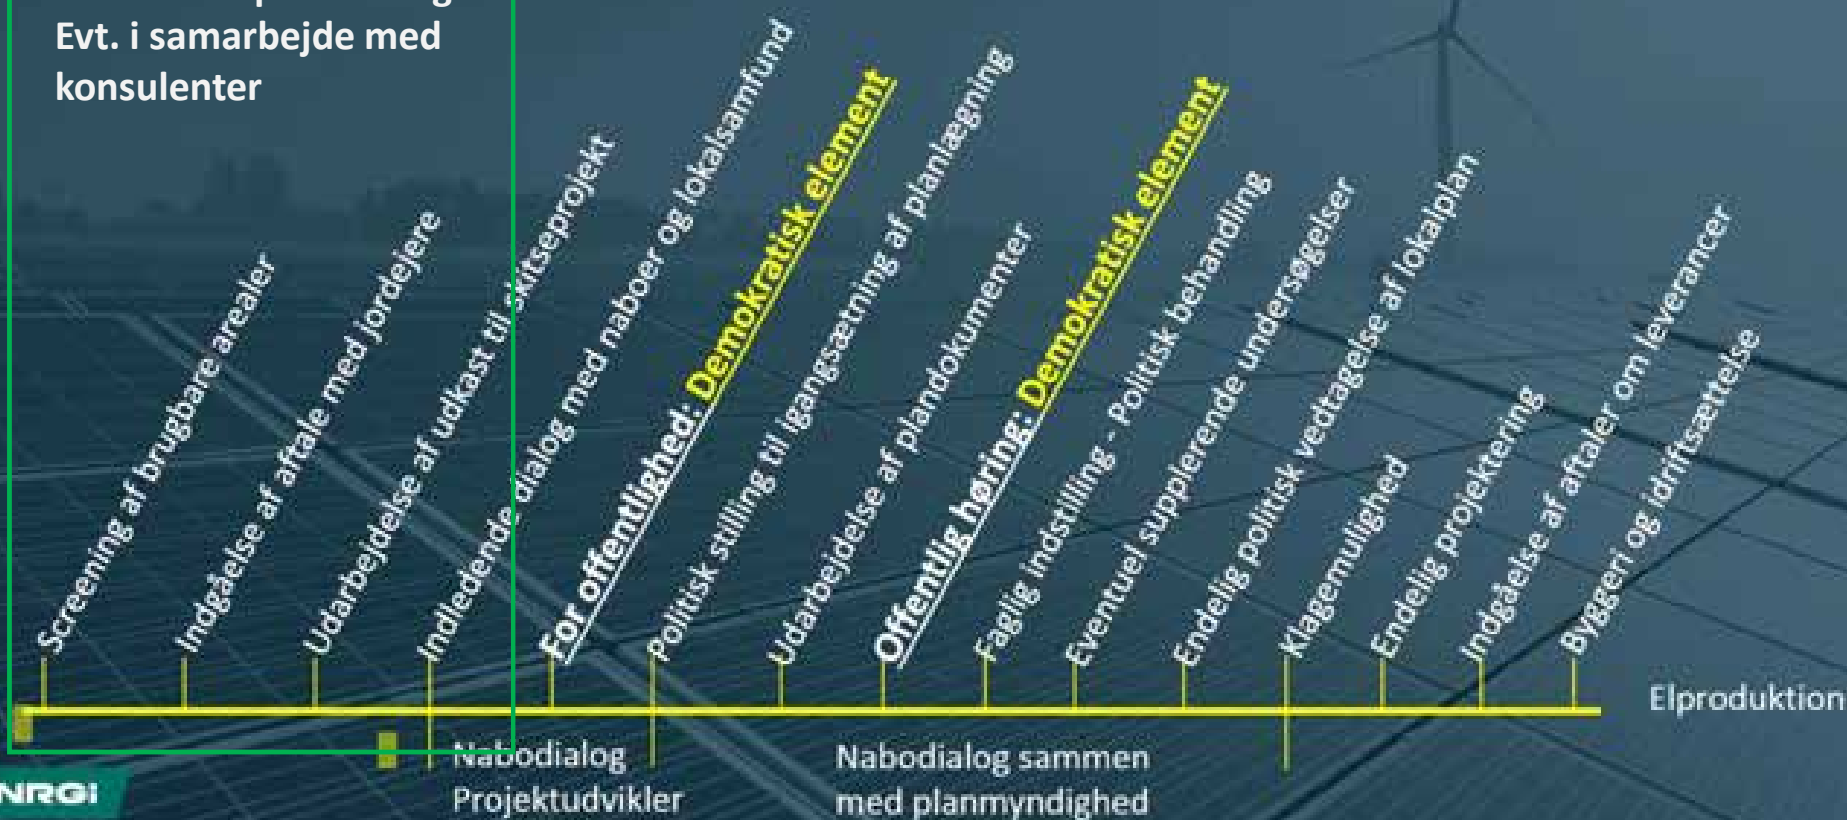 Evt. i samarbejde med
konsulenter
Screening af brugbare arealer
Indgåelse af aftale med jordejere
Udarbejdelse af udkast til skitseprojekt
Indledende dialog med naboer og lokalsamfund
For offentlighed: Demokratisk element
Politisk stilling til igangsætning af planlægning
Udarbejdelse af plandokumenter
Offentlig høring: Demokratisk element
Faglig indstilling - Politisk behandling
Eventuel supplerende undersøgelser
Endelig politisk vedtagelse af lokalplan
Klagemulighed
Endelig projektering
Indgåelse af aftaler om leverancer
Byggeri og idriftsættelse
Elproduktion
Nabodialog
Projektudvikler
Nabodialog sammen
med planmyndighed
NRGi